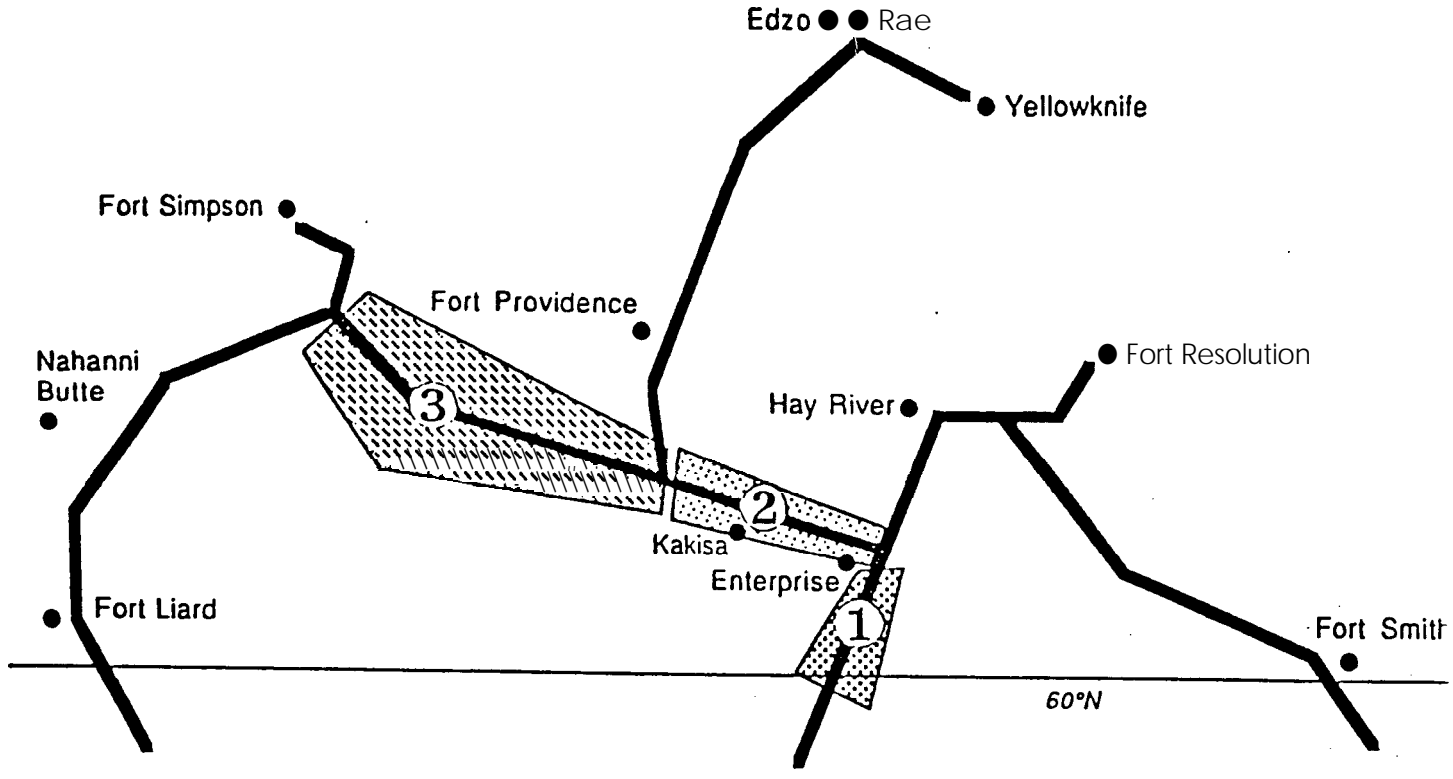 Edzo Rae
Yellowknife
Fort Simpson
Fort Providence
Nahanni
Butte
Fort Resolution
Hay River
3
2
Kakisa
Enterprise
1
Fort Liard
Fort Smith
60°N